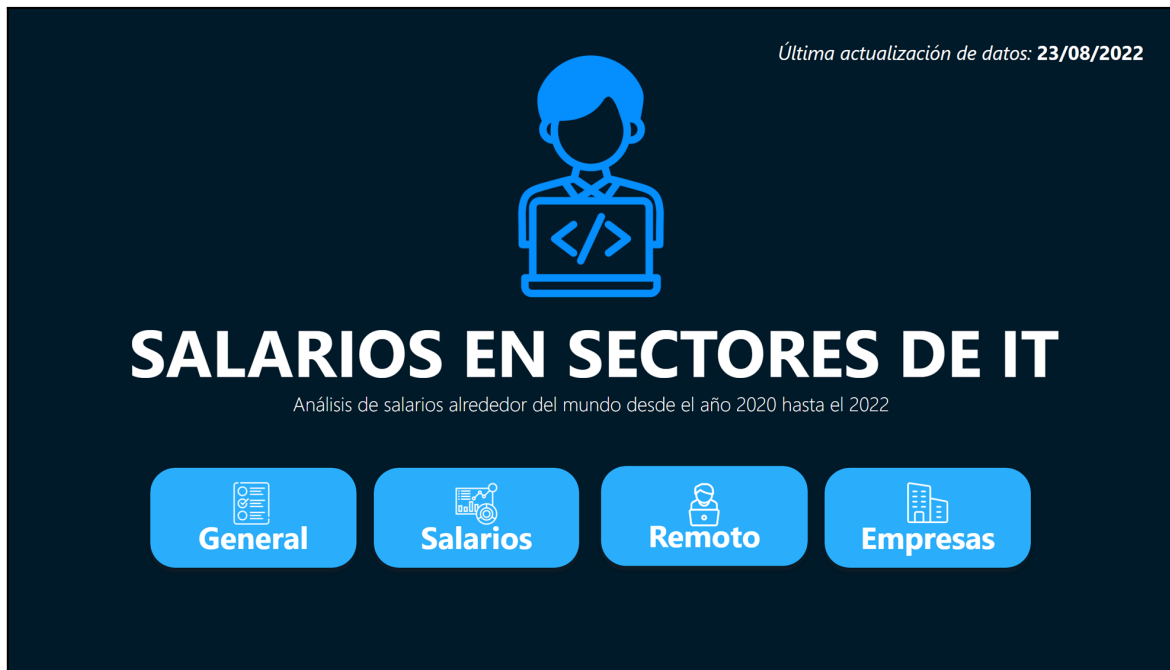 Última actualización de datos: 23/08/2022
</>
SALARIOS EN SECTORES DE IT
Análisis de salarios alrededor del mundo desde el año 2020 hasta el 2022
General
Salarios
Remoto
Empresas